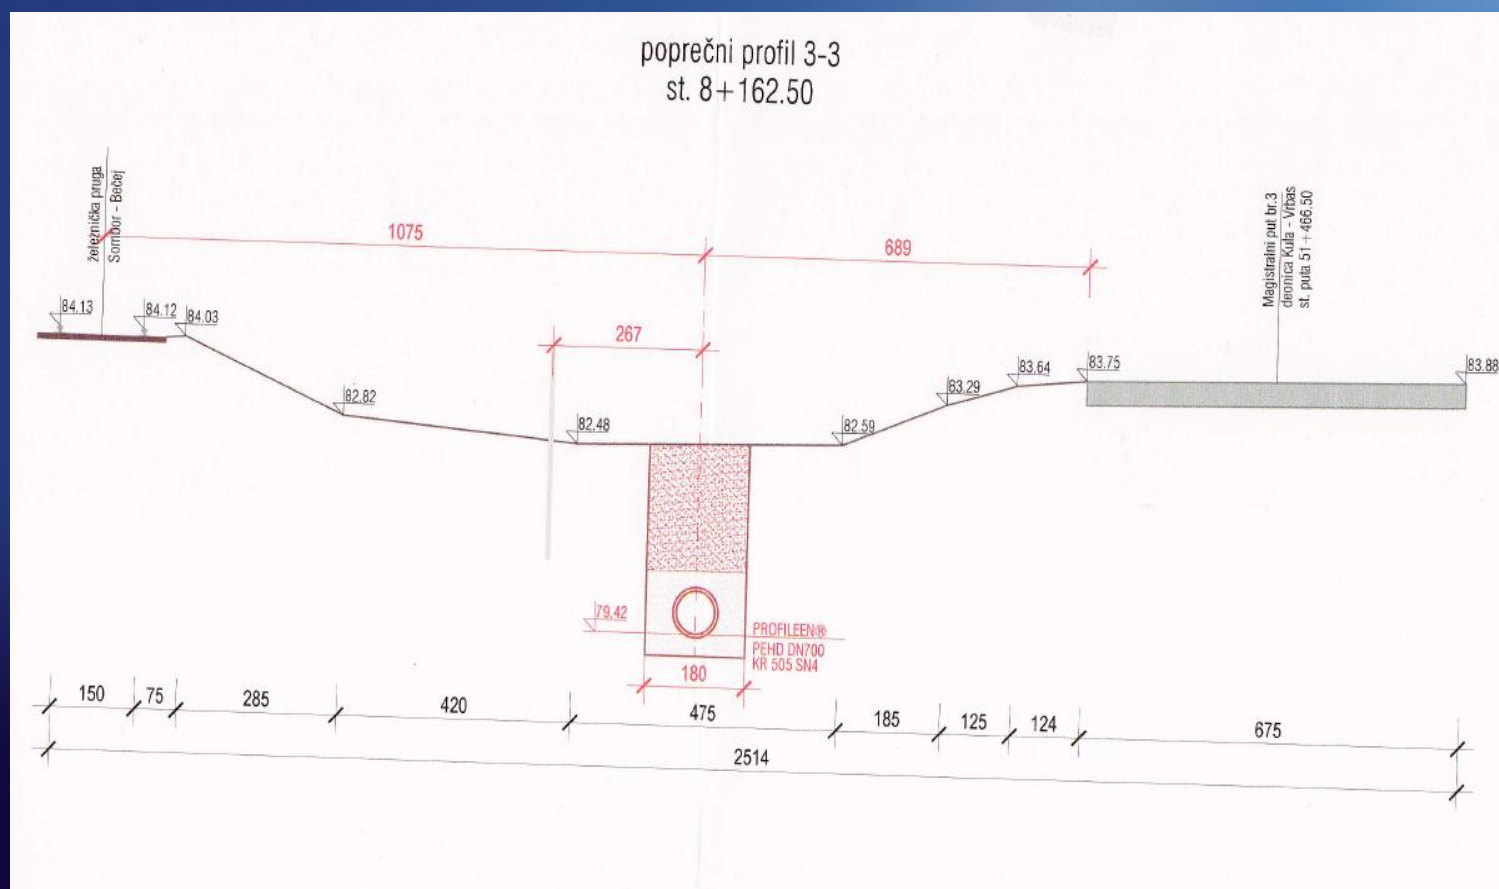 poprečni profil 3-3
st. 8+162.50
železnička pruga
Sombor - Bečej
1075
689
Magistralni put br.3
deonica Kula - Vrbas
st. puta 51+466.50
84.13
84.12
84.03
267
82.82
82.48
82.59
83.29
83.64
83.75
83.88
79.42
PROFILEEN®
PEHD DN700
KR 505 SN4
180
150
75
285
420
475
185
125
124
675
2514